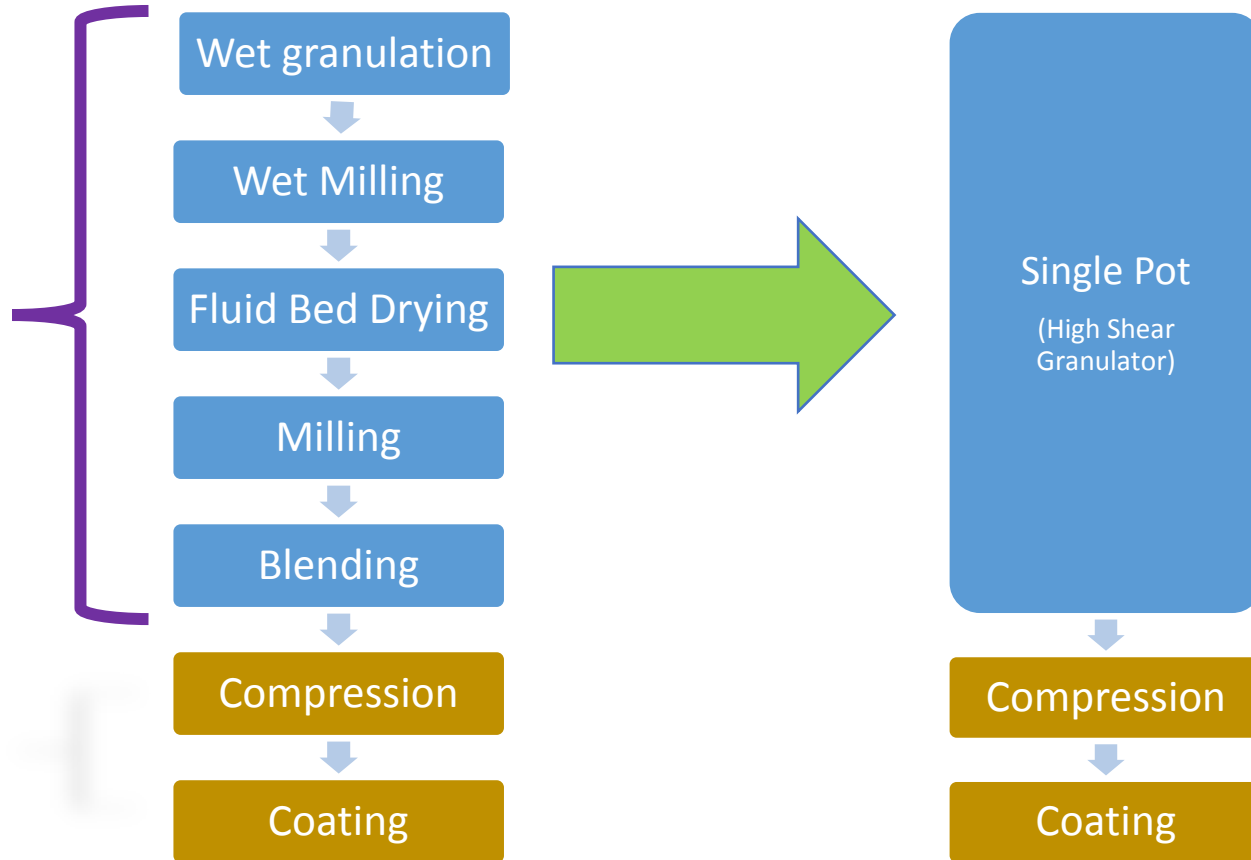 Wet granulation
Wet Milling
Fluid Bed Drying
Milling
Blending
Compression
Coating
Single Pot
(High Shear
Granulator)
Compression
Coating